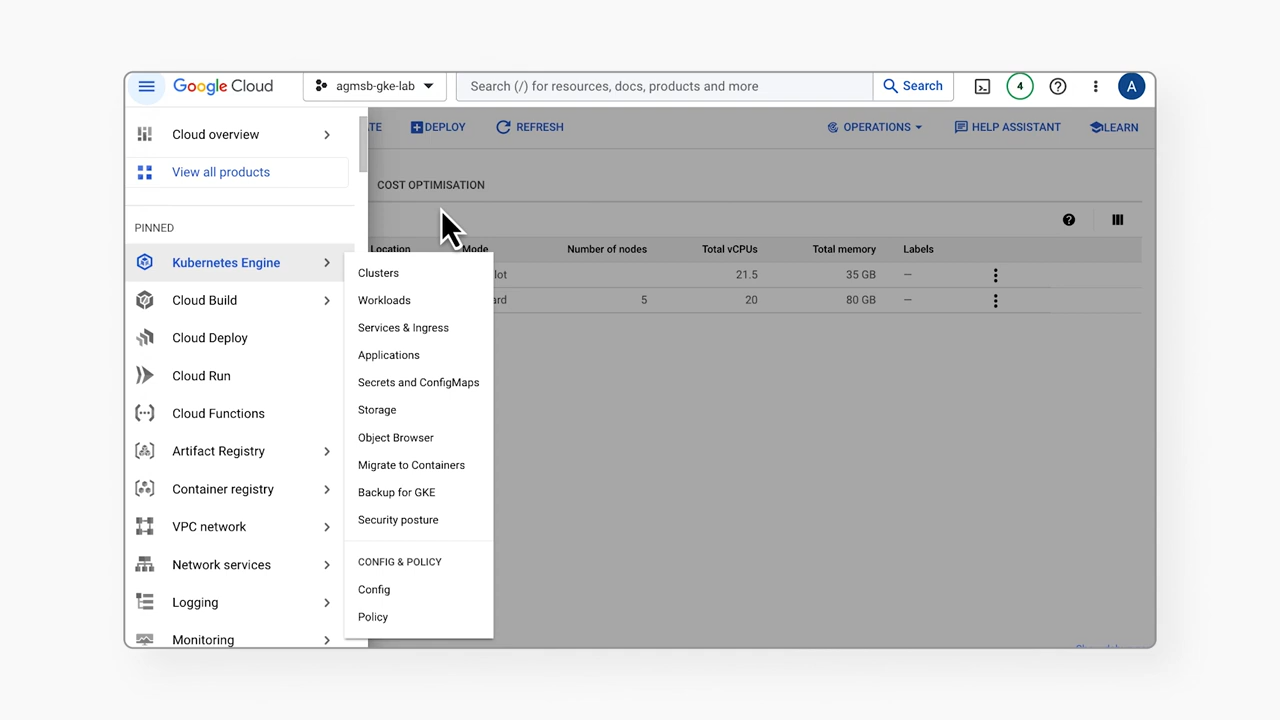 Google Cloud agmsb-gke-lab Search (/) for resources, docs, products and more Search 4 A
Cloud overview
View all products
PINNED
Kubernetes Engine
Cloud Build
Cloud Deploy
Cloud Run
Cloud Functions
Artifact Registry
Container registry
VPC network
Network services
Logging
Monitoring
Clusters
Workloads
Services & Ingress
Applications
Secrets and ConfigMaps
Storage
Object Browser
Migrate to Containers
Backup for GKE
Security posture
CONFIG & POLICY
Config
Policy
DEPLOY REFRESH OPERATIONS HELP ASSISTANT LEARN
COST OPTIMISATION
Location Mode Number of nodes Total vCPUs Total memory Labels
21.5 35 GB –
5 20 80 GB –